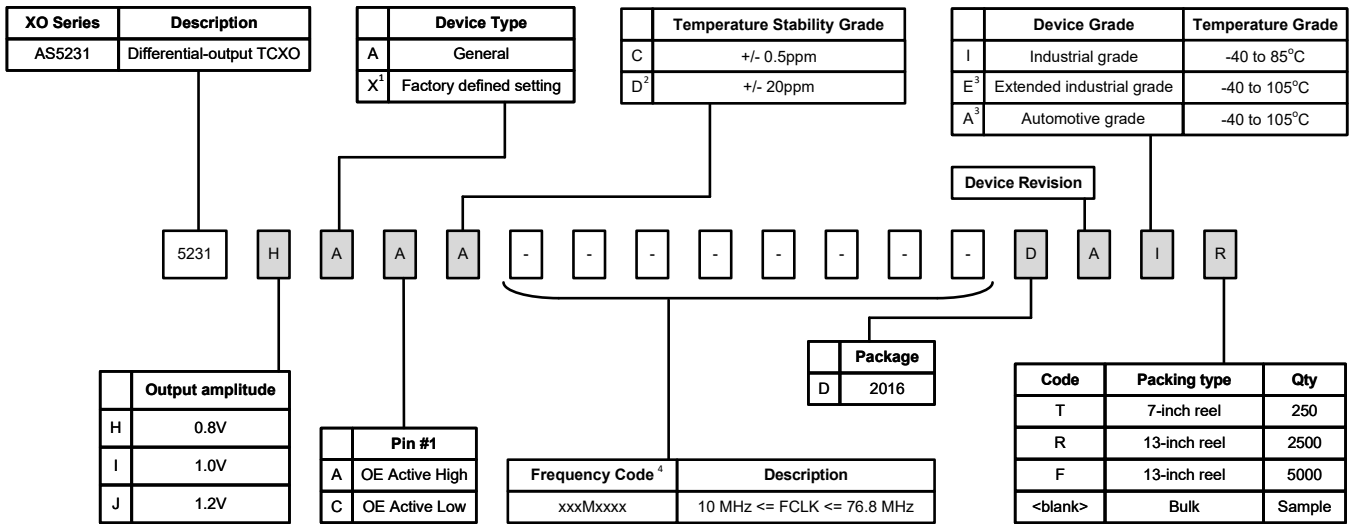 XO Series Description
AS5231 Differential-output TCXO
Device Type
A General
X1 Factory defined setting
Temperature Stability Grade
C +/- 0.5ppm
D2 +/- 20ppm
Device Grade Temperature Grade
I Industrial grade -40 to 85°C
E3 Extended industrial grade -40 to 105°C
A3 Automotive grade -40 to 105°C
Device Revision
5231 H A A A - - - - - - - - D A I R
Output amplitude
H 0.8V
I 1.0V
J 1.2V
Pin #1
A OE Active High
C OE Active Low
Frequency Code 4 Description
xxxMxxxx 10 MHz <= FCLK <= 76.8 MHz
Package
D 2016
Code Packing type Qty
T 7-inch reel 250
R 13-inch reel 2500
F 13-inch reel 5000
<blank> Bulk Sample